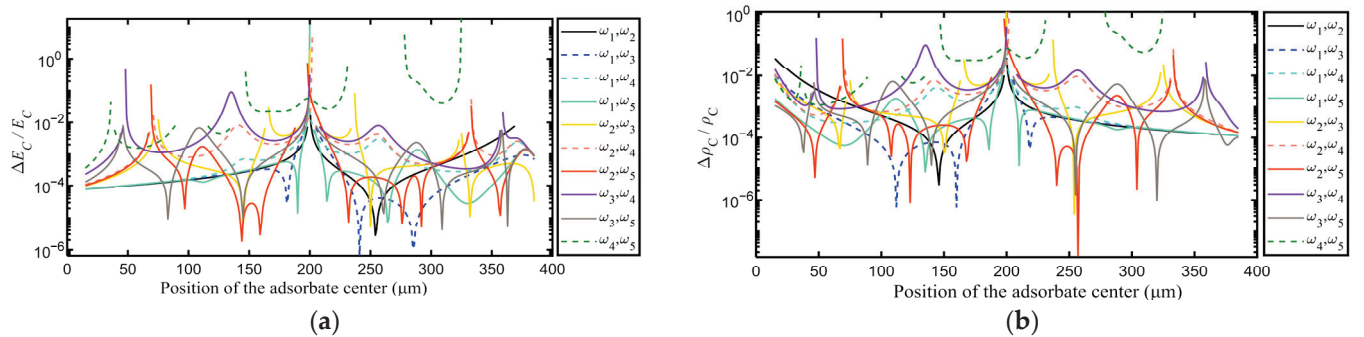 ΔE_C / E_C
10^0
10^-2
10^-4
10^-6
0 50 100 150 200 250 300 350 400
Position of the adsorbate center (μm)
ω_1,ω_2
ω_1,ω_3
ω_1,ω_4
ω_1,ω_5
ω_2,ω_3
ω_2,ω_4
ω_2,ω_5
ω_3,ω_4
ω_3,ω_5
ω_4,ω_5
(a)
Δρ_C / ρ_C
10^0
10^-2
10^-4
10^-6
0 50 100 150 200 250 300 350 400
Position of the adsorbate center (μm)
ω_1,ω_2
ω_1,ω_3
ω_1,ω_4
ω_1,ω_5
ω_2,ω_3
ω_2,ω_4
ω_2,ω_5
ω_3,ω_4
ω_3,ω_5
ω_4,ω_5
(b)